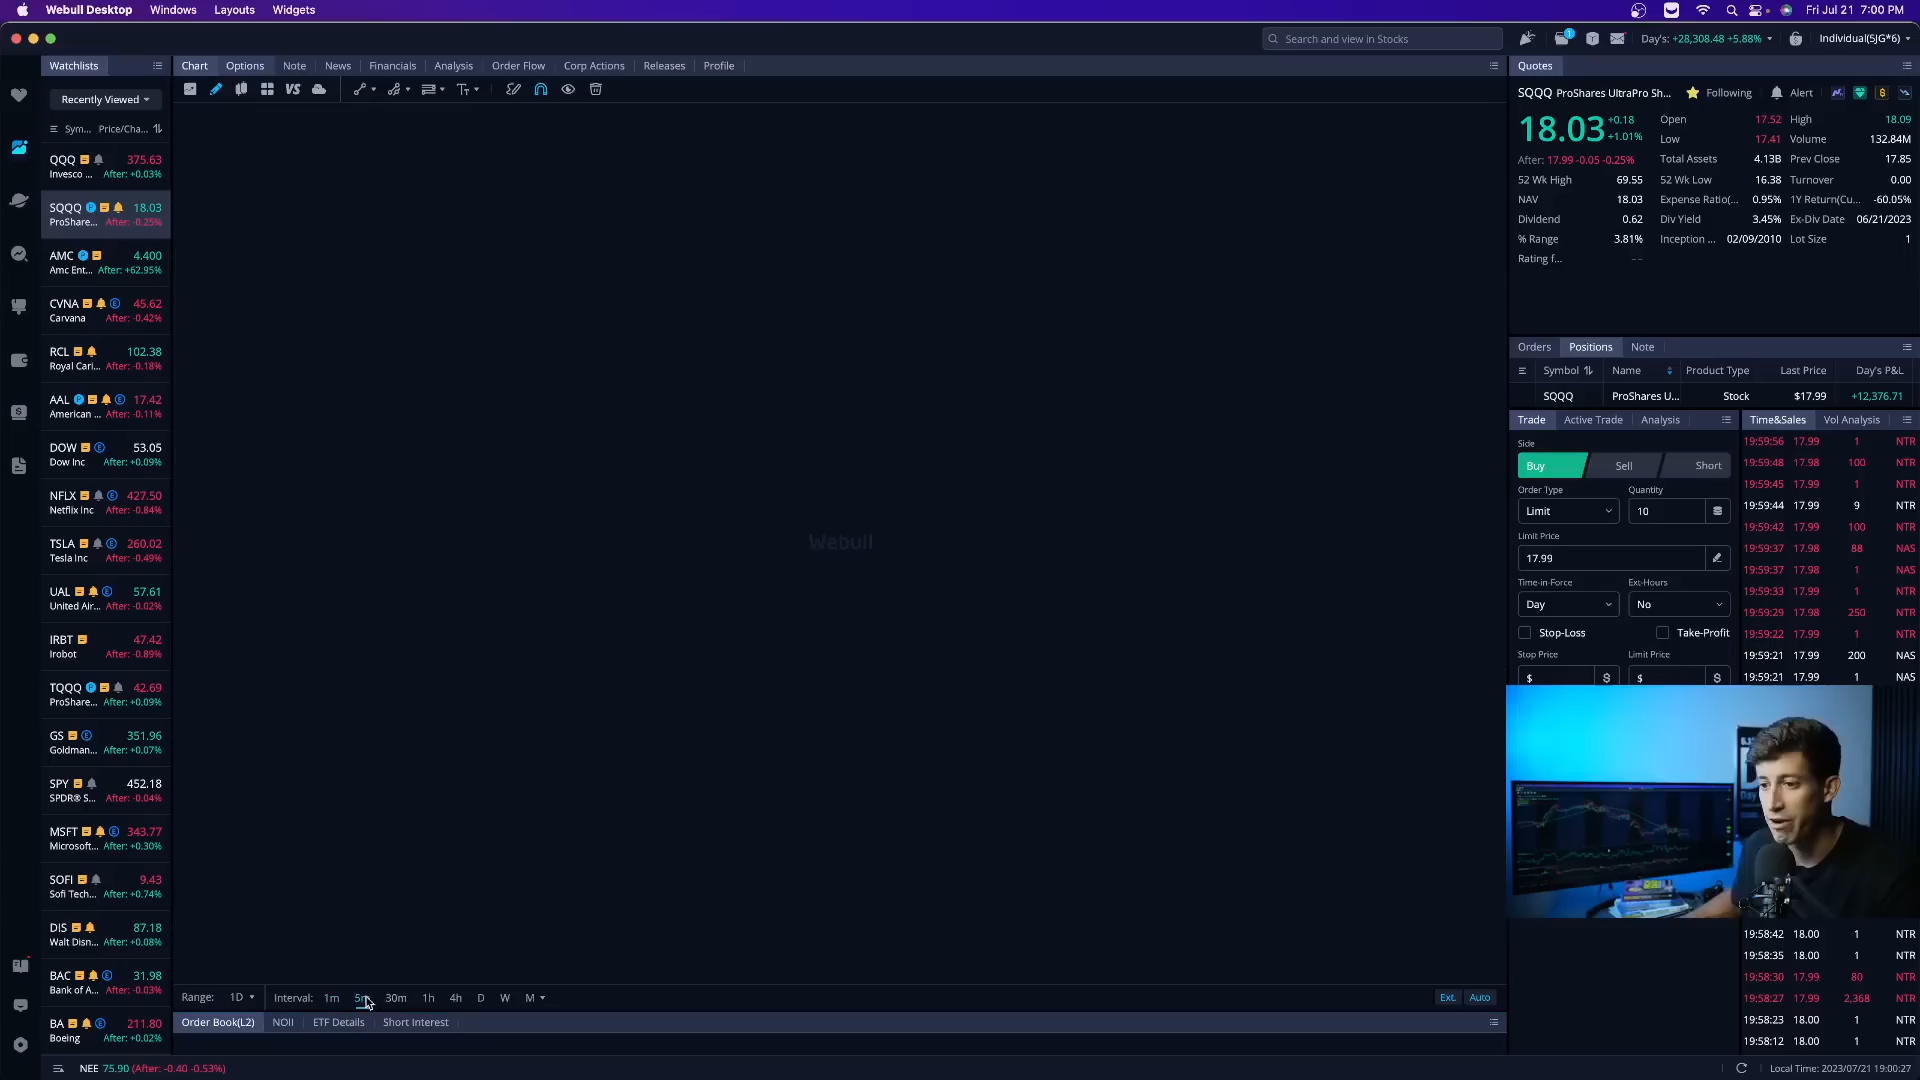 Webull Desktop Windows Layouts Widgets Fri Jul 21 7:00 PM
Search and view in Stocks 1 Day's: +28,308.48 +5.88% Individual(5JG*6)
Watchlists Chart Options Note News Financials Analysis Order Flow Corp Actions Releases Profile Quotes
Recently Viewed
Sym... Price/Cha...
QQQ 375.63
Invesco ... After: +0.03%
SQQQ P 18.03
ProShare... After: -0.25%
AMC P 4.400
Amc Ent... After: +62.95%
CVNA E 45.62
Carvana After: -0.42%
RCL 102.38
Royal Cari... After: -0.18%
AAL P E 17.42
American ... After: -0.11%
DOW E 53.05
Dow Inc After: +0.09%
NFLX E 427.50
Netflix Inc After: -0.84%
TSLA E 260.02
Tesla Inc After: -0.49%
UAL E 57.61
United Air... After: -0.02%
IRBT 47.42
Irobot After: -0.89%
TQQQ P 42.69
ProShare... After: +0.09%
GS E 351.96
Goldman... After: +0.07%
SPY 452.18
SPDR® S... After: -0.04%
MSFT E 343.77
Microsoft... After: +0.30%
SOFI 9.43
Sofi Tech... After: +0.74%
DIS 87.18
Walt Disn... After: +0.08%
BAC E 31.98
Bank of A... After: -0.03%
BA E 211.80
Boeing After: +0.02%
VS
Webull
Range: 1D Interval: 1m 5m 30m 1h 4h D W M Ext. Auto
Order Book(L2) NOII ETF Details Short Interest
SQQQ ProShares UltraPro Sh... Following Alert
18.03 +0.18 +1.01%
After: 17.99 -0.05 -0.25%
Open 17.52 High 18.09
Low 17.41 Volume 132.84M
Total Assets 4.13B Prev Close 17.85
52 Wk High 69.55 52 Wk Low 16.38 Turnover 0.00
NAV 18.03 Expense Ratio(... 0.95% 1Y Return(Cu... -60.05%
Dividend 0.62 Div Yield 3.45% Ex-Div Date 06/21/2023
% Range 3.81% Inception ... 02/09/2010 Lot Size 1
Rating f... --
Orders Positions Note
Symbol Name Product Type Last Price Day's P&L
SQQQ ProShares U... Stock $17.99 +12,376.71
Trade Active Trade Analysis
Side
Buy Sell Short
Order Type Quantity
Limit 10
Limit Price
17.99
Time-in-Force Ext-Hours
Day No
Stop-Loss Take-Profit
Stop Price Limit Price
$ $ $ $
Time&Sales Vol Analysis
19:59:56 17.99 1 NTR
19:59:48 17.98 100 NTR
19:59:45 17.99 1 NTR
19:59:44 17.99 9 NTR
19:59:42 17.99 100 NTR
19:59:37 17.98 88 NAS
19:59:37 17.98 1 NAS
19:59:33 17.99 1 NTR
19:59:29 17.98 250 NTR
19:59:22 17.99 1 NTR
19:59:21 17.99 200 NAS
19:59:21 17.99 1 NAS
19:58:42 18.00 1 NTR
19:58:35 18.00 1 NTR
19:58:30 17.99 80 NTR
19:58:27 17.99 2,368 NTR
19:58:23 18.00 1 NTR
19:58:12 18.00 1 NTR
NEE 75.90 (After: -0.40 -0.53%) Local Time: 2023/07/21 19:00:27